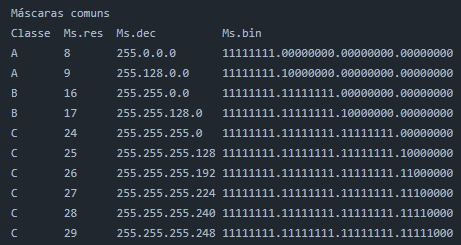 Máscaras comuns
Classe Ms.res Ms.dec Ms.bin
A 8 255.0.0.0 11111111.00000000.00000000.00000000
A 9 255.128.0.0 11111111.10000000.00000000.00000000
B 16 255.255.0.0 11111111.11111111.00000000.00000000
B 17 255.255.128.0 11111111.11111111.10000000.00000000
C 24 255.255.255.0 11111111.11111111.11111111.00000000
C 25 255.255.255.128 11111111.11111111.11111111.10000000
C 26 255.255.255.192 11111111.11111111.11111111.11000000
C 27 255.255.255.224 11111111.11111111.11111111.11100000
C 28 255.255.255.240 11111111.11111111.11111111.11110000
C 29 255.255.255.248 11111111.11111111.11111111.11111000